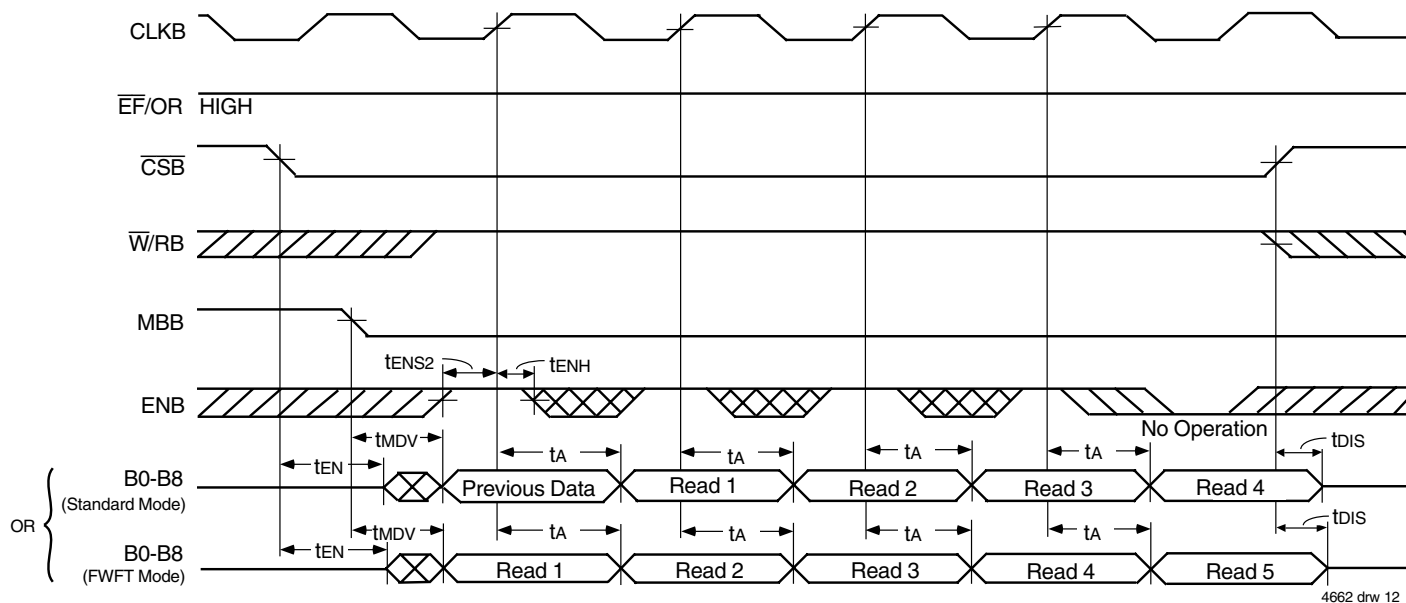 CLKB
EF/OR HIGH
CSB
W/RB
MBB
tENS2 tENH
ENB
No Operation
tMDV
tEN tA tA tA tA tDIS
B0-B8 Previous Data Read 1 Read 2 Read 3 Read 4
(Standard Mode)
OR
tMDV tA tA tA tA tDIS
tEN
B0-B8 Read 1 Read 2 Read 3 Read 4 Read 5
(FWFT Mode)
4662 drw 12